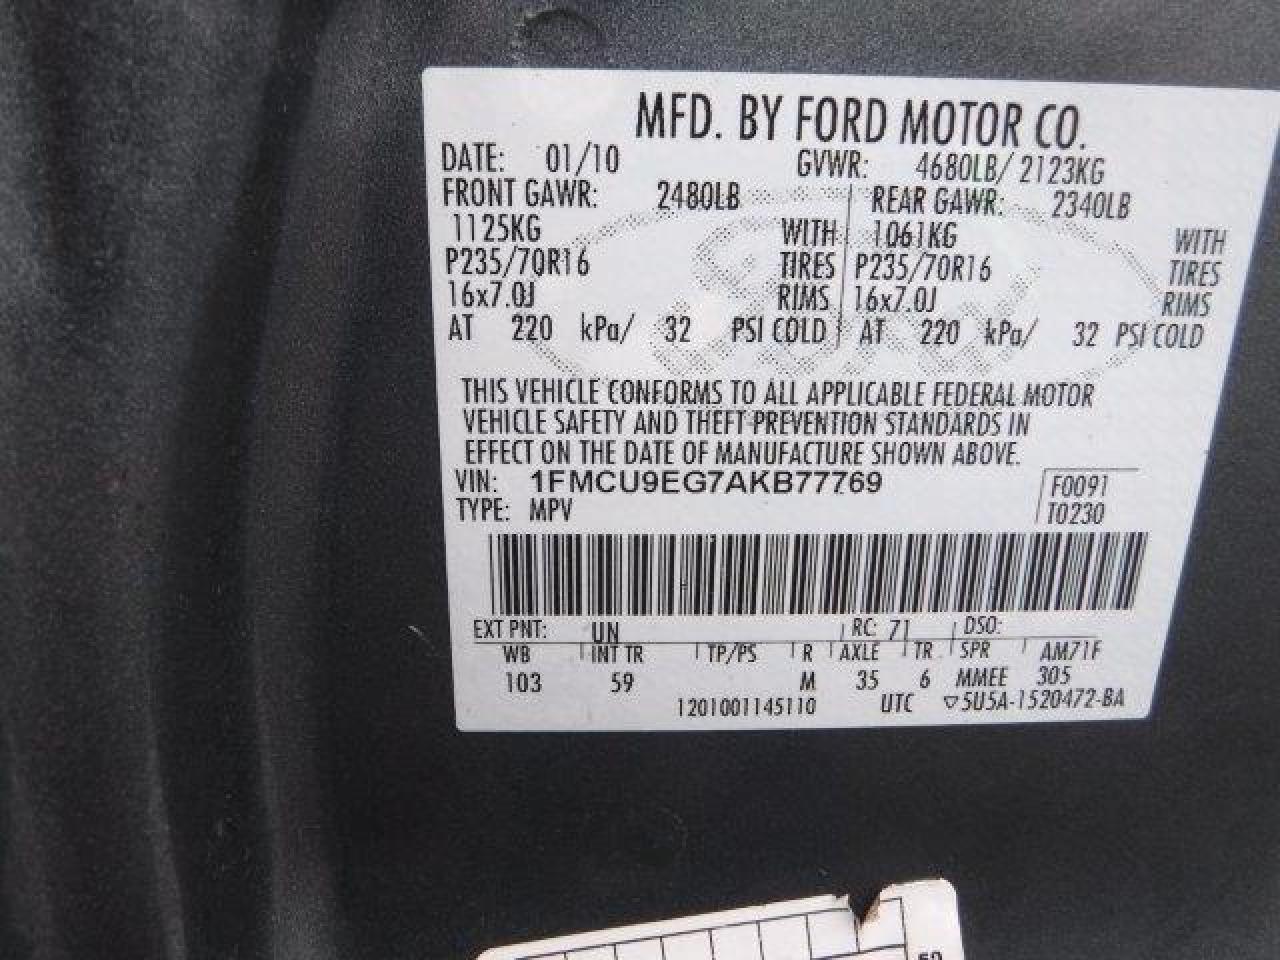 MFD. BY FORD MOTOR CO.
DATE: 01/10 GVWR: 4680LB/ 2123KG
FRONT GAWR: 2480LB REAR GAWR: 2340LB
1125KG WITH 1061KG WITH
P235/70R16 TIRES P235/70R16 TIRES
16x7.0J RIMS 16x7.0J RIMS
AT 220 kPa/ 32 PSI COLD AT 220 kPa/ 32 PSI COLD
THIS VEHICLE CONFORMS TO ALL APPLICABLE FEDERAL MOTOR
VEHICLE SAFETY AND THEFT PREVENTION STANDARDS IN
EFFECT ON THE DATE OF MANUFACTURE SHOWN ABOVE.
VIN: 1FMCU9EG7AKB77769 F0091
TYPE: MPV T0230
EXT PNT: UN RC: 71 DSO:
WB INT TR TP/PS R AXLE TR SPR AM71F
103 59 M 35 6 MMEE 305
1201001145110 UTC ▽5U5A-1520472-BA